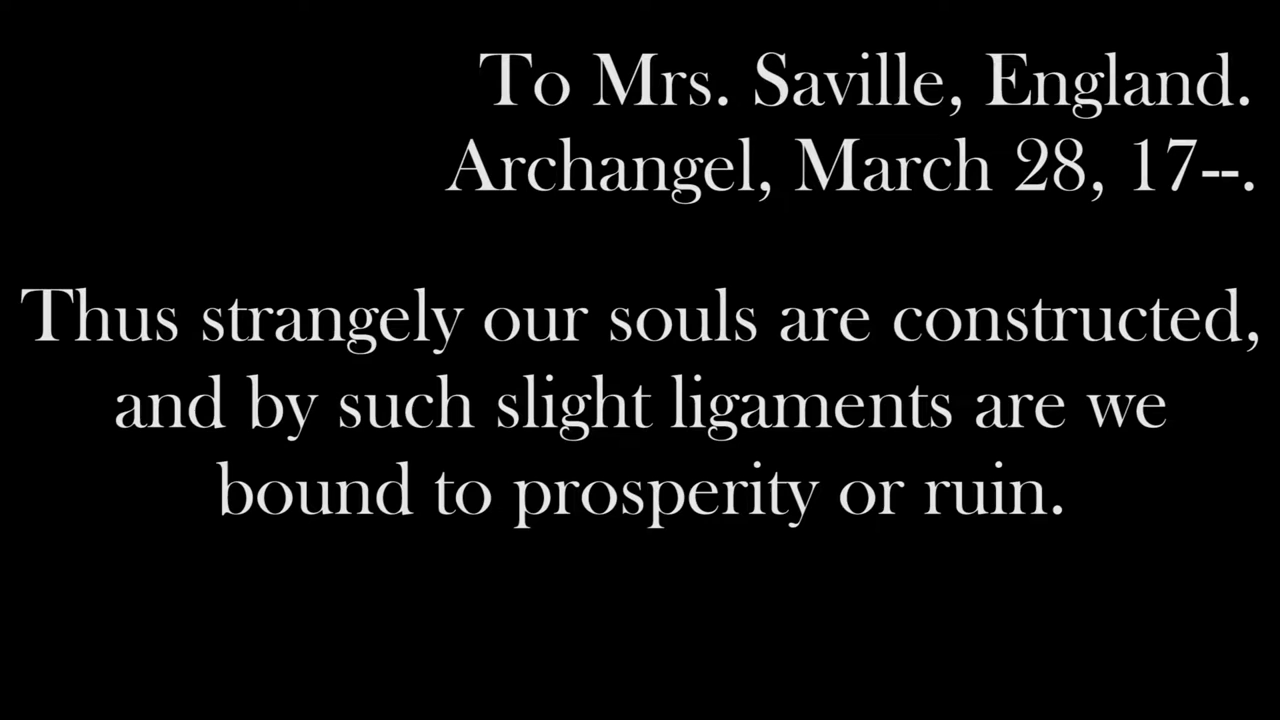 To Mrs. Saville, England.
Archangel, March 28, 17--.
Thus strangely our souls are constructed,
and by such slight ligaments are we
bound to prosperity or ruin.